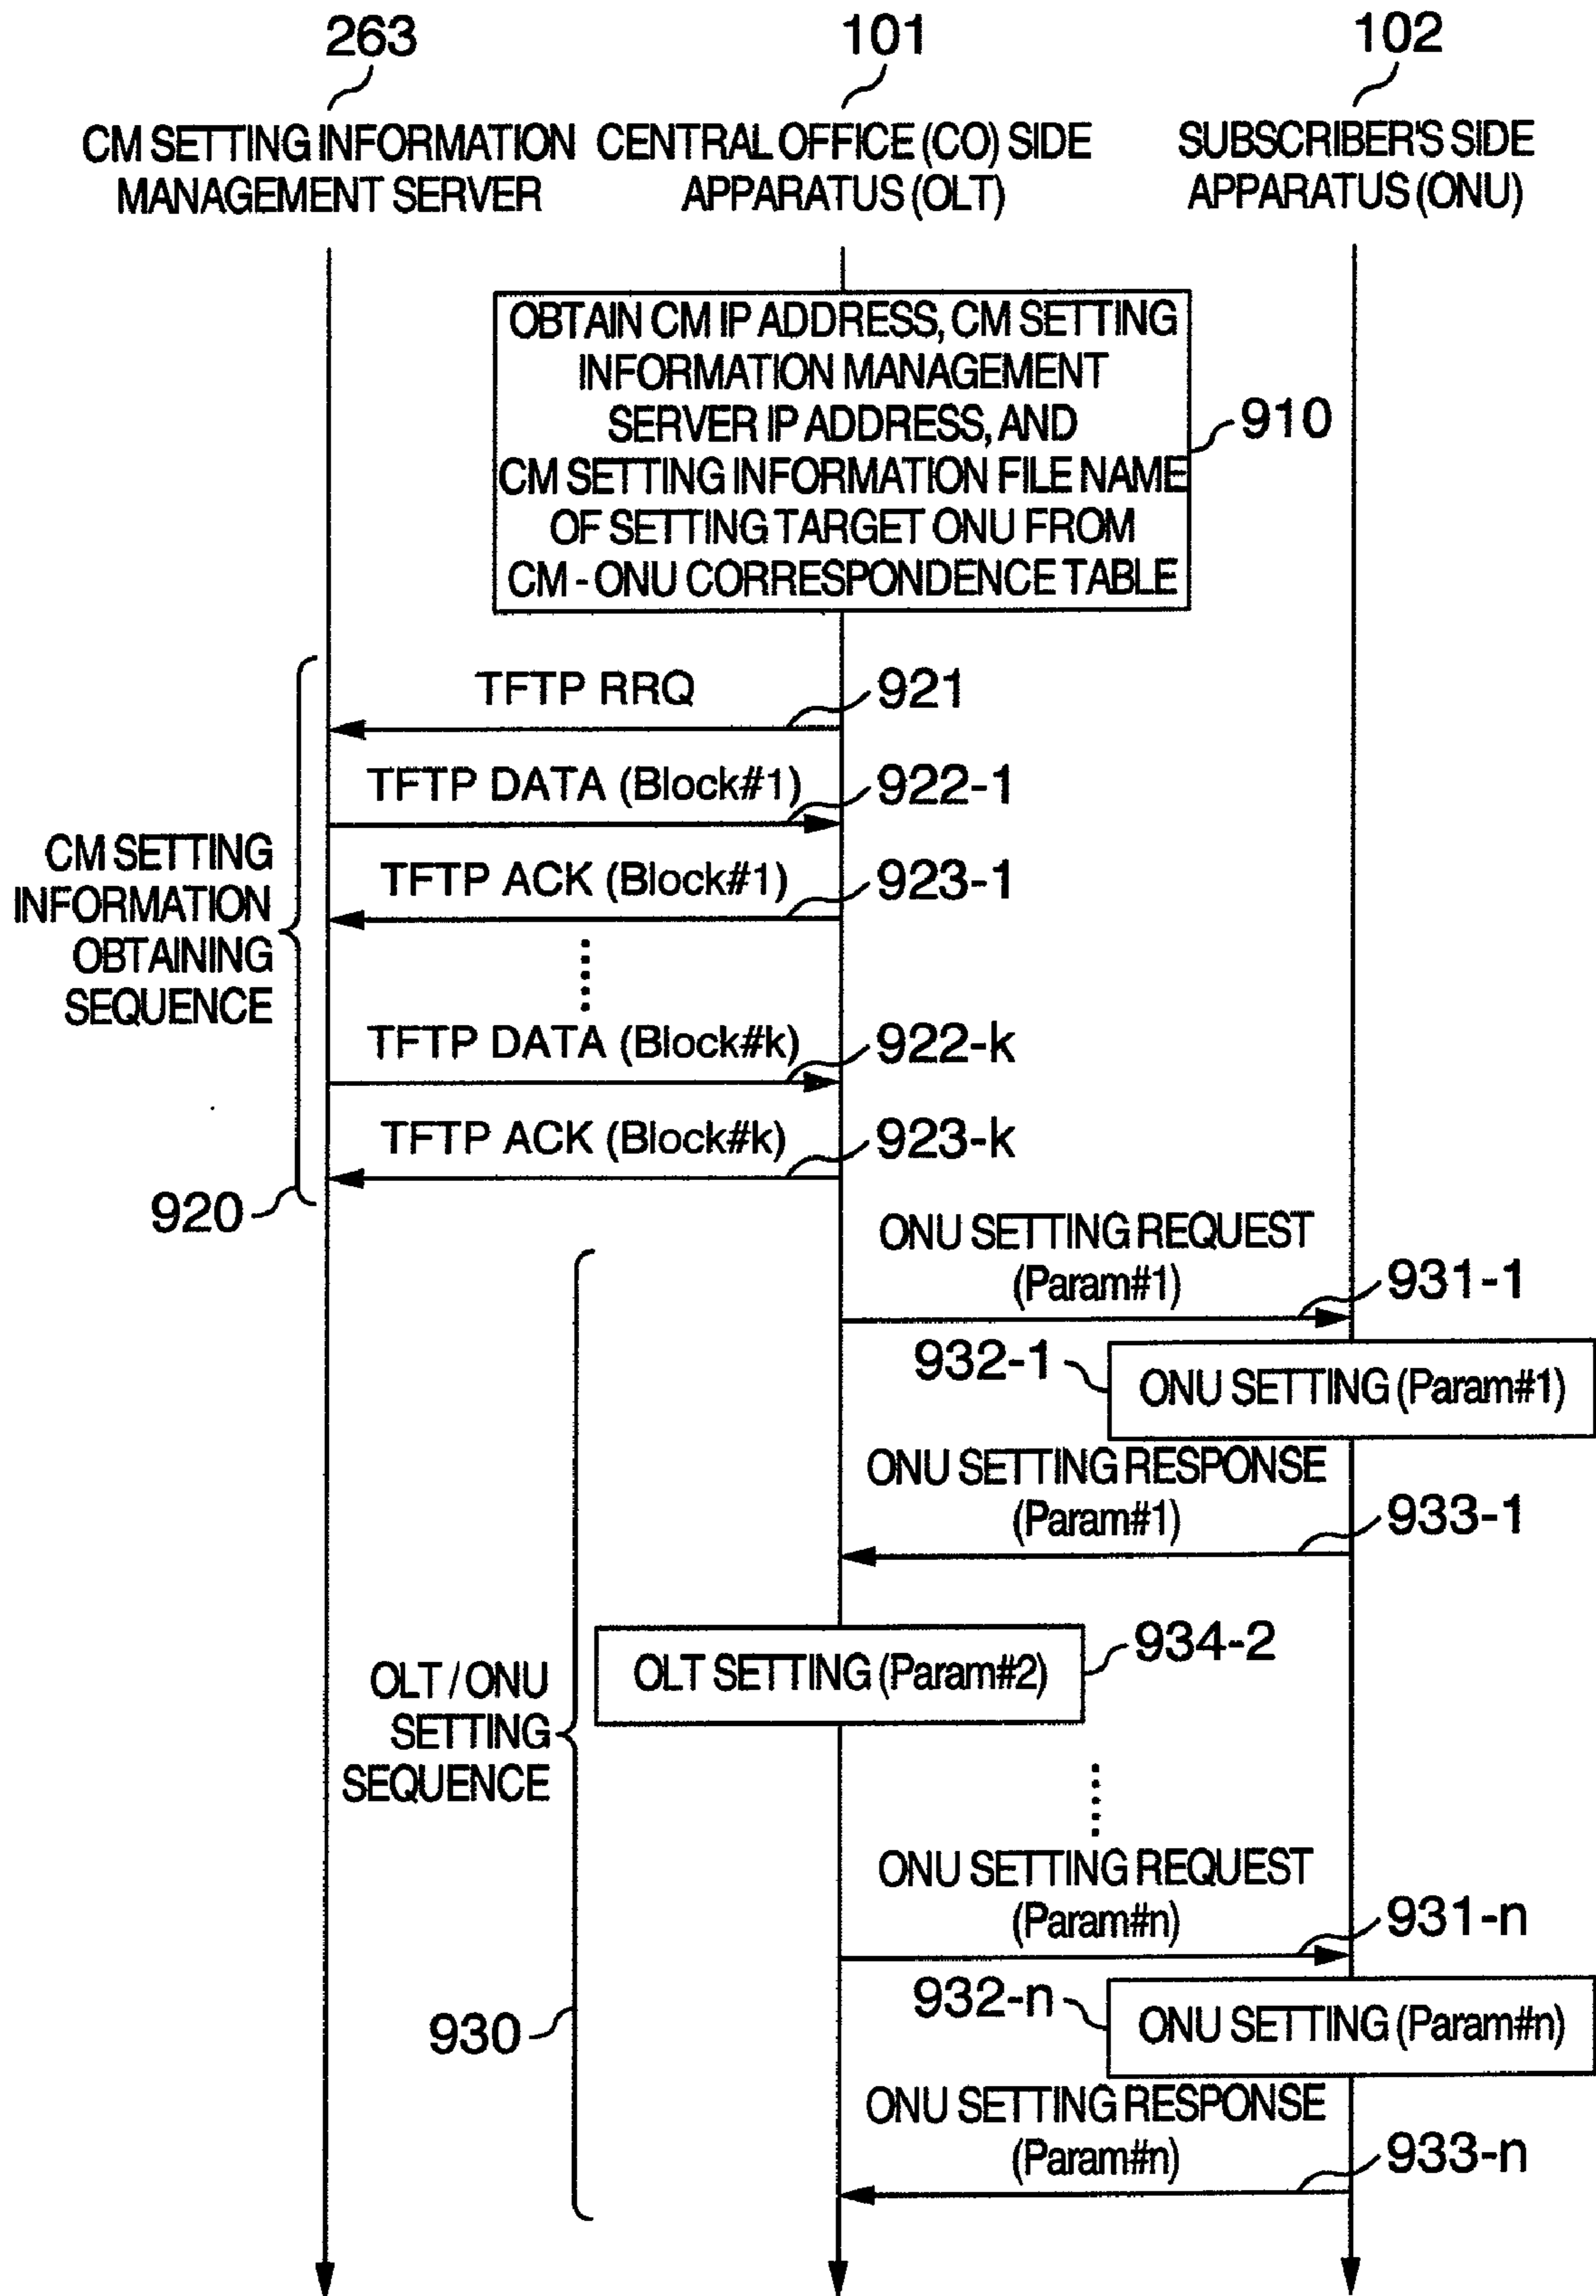 263
101
102
CM SETTING INFORMATION
MANAGEMENT SERVER
CENTRAL OFFICE (CO) SIDE
APPARATUS (OLT)
SUBSCRIBER'S SIDE
APPARATUS (ONU)
OBTAIN CM IP ADDRESS, CM SETTING
INFORMATION MANAGEMENT
SERVER IP ADDRESS, AND
CM SETTING INFORMATION FILE NAME
OF SETTING TARGET ONU FROM
CM - ONU CORRESPONDENCE TABLE
910
TFTP RRQ
921
TFTP DATA (Block#1)
922-1
TFTP ACK (Block#1)
923-1
CM SETTING
INFORMATION
OBTAINING
SEQUENCE
TFTP DATA (Block#k)
922-k
TFTP ACK (Block#k)
923-k
920
ONU SETTING REQUEST
(Param#1)
931-1
932-1
ONU SETTING (Param#1)
ONU SETTING RESPONSE
(Param#1)
933-1
OLT SETTING (Param#2)
934-2
OLT / ONU
SETTING
SEQUENCE
ONU SETTING REQUEST
(Param#n)
931-n
932-n
ONU SETTING (Param#n)
930
ONU SETTING RESPONSE
(Param#n)
933-n